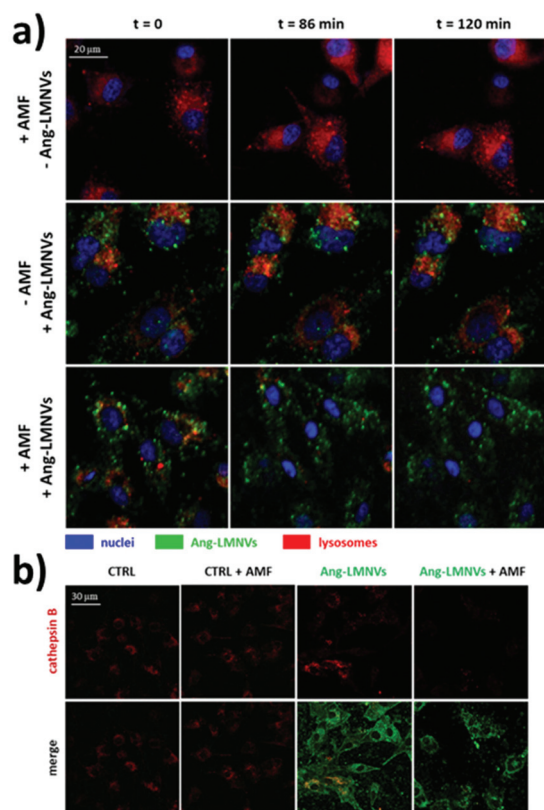 a)
t = 0 t = 86 min t = 120 min
20 µm
+ AMF
- Ang-LMNVs
- AMF
+ Ang-LMNVs
+ AMF
+ Ang-LMNVs
nuclei Ang-LMNVs lysosomes
b)
CTRL CTRL + AMF Ang-LMNVs Ang-LMNVs + AMF
30 µm
cathepsin B
merge